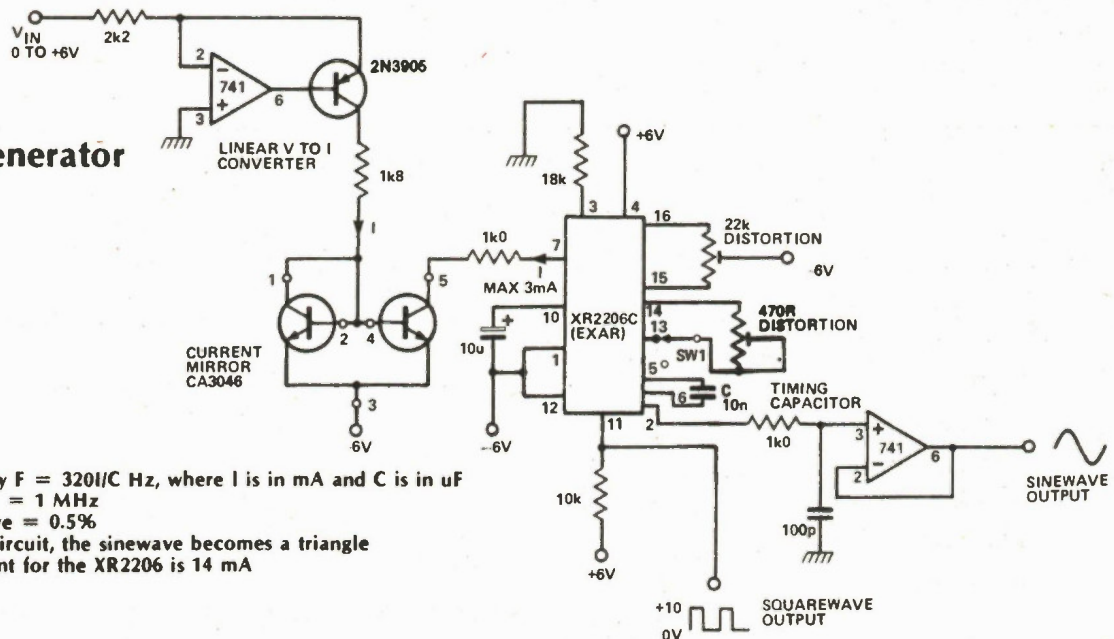 VIN
0 TO +6V
2k2
2
741
3
6
2N3905
LINEAR V TO I
CONVERTER
enerator
1k8
I
1
2
4
5
3
CURRENT
MIRROR
CA3046
6V
1k0
7
I
MAX 3mA
18k
3
4
+6V
16
22k
DISTORTION
15
6V
XR2206C
(EXAR)
14
470R
DISTORTION
13
SW1
5
6
C
10n
TIMING
CAPACITOR
10
10u
1
12
-6V
11
2
1k0
3
741
2
6
100p
SINEWAVE
OUTPUT
10k
+6V
+10
0V
SQUAREWAVE
OUTPUT
y F = 320I/C Hz, where I is in mA and C is in uF
= 1 MHz
ve = 0.5%
ircuit, the sinewave becomes a triangle
nt for the XR2206 is 14 mA